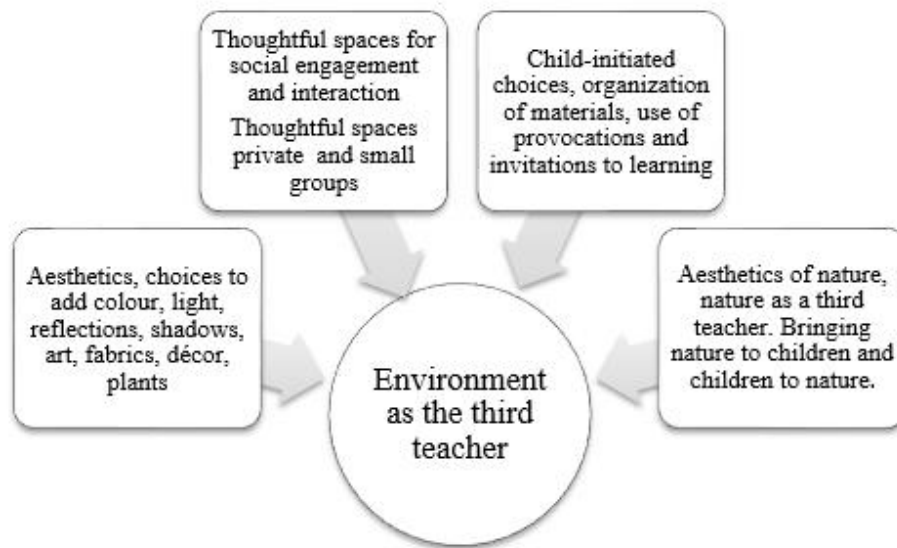 Thoughtful spaces for
social engagement
and interaction
Thoughtful spaces
private and small
groups
Child-initiated
choices, organization
of materials, use of
provocations and
invitations to learning
Aesthetics, choices to
add colour, light,
reflections, shadows,
art, fabrics, décor,
plants
Aesthetics of nature,
nature as a third
teacher. Bringing
nature to children and
children to nature.
Environment
as the third
teacher